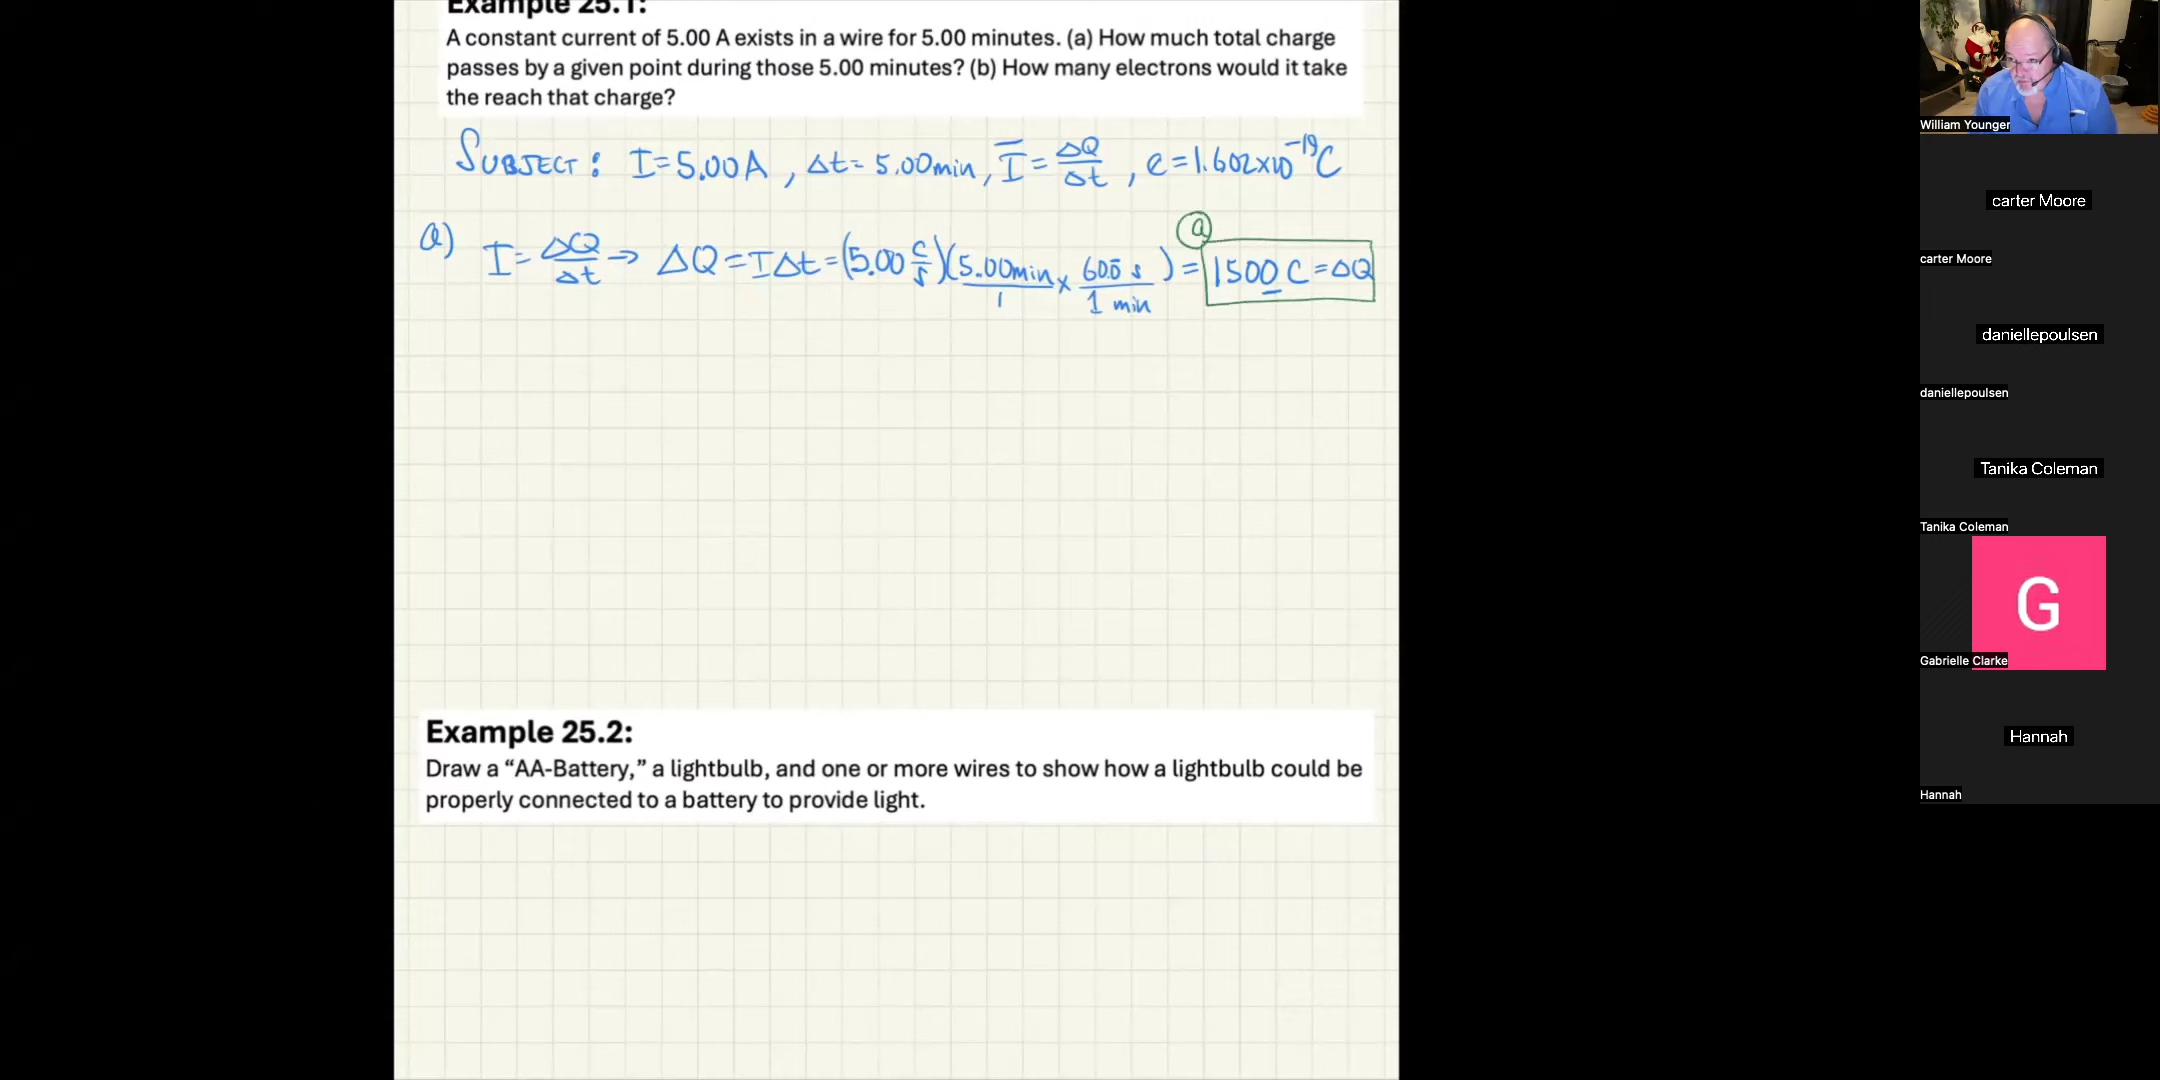 Example 25.1:
A constant current of 5.00 A exists in a wire for 5.00 minutes. (a) How much total charge
passes by a given point during those 5.00 minutes? (b) How many electrons would it take
the reach that charge?
SUBJECT: I=5.00A, Δt=5.00min, Ī=ΔQ/Δt, e=1.602×10⁻¹⁹C
a) I=ΔQ/Δt → ΔQ=IΔt=(5.00 C/s)(5.00min/1 × 60.0 s/1 min)= 1500 C=ΔQ
a
Example 25.2:
Draw a “AA-Battery,” a lightbulb, and one or more wires to show how a lightbulb could be
properly connected to a battery to provide light.
William Younger
carter Moore
carter Moore
daniellepoulsen
daniellepoulsen
Tanika Coleman
Tanika Coleman
G
Gabrielle Clarke
Hannah
Hannah